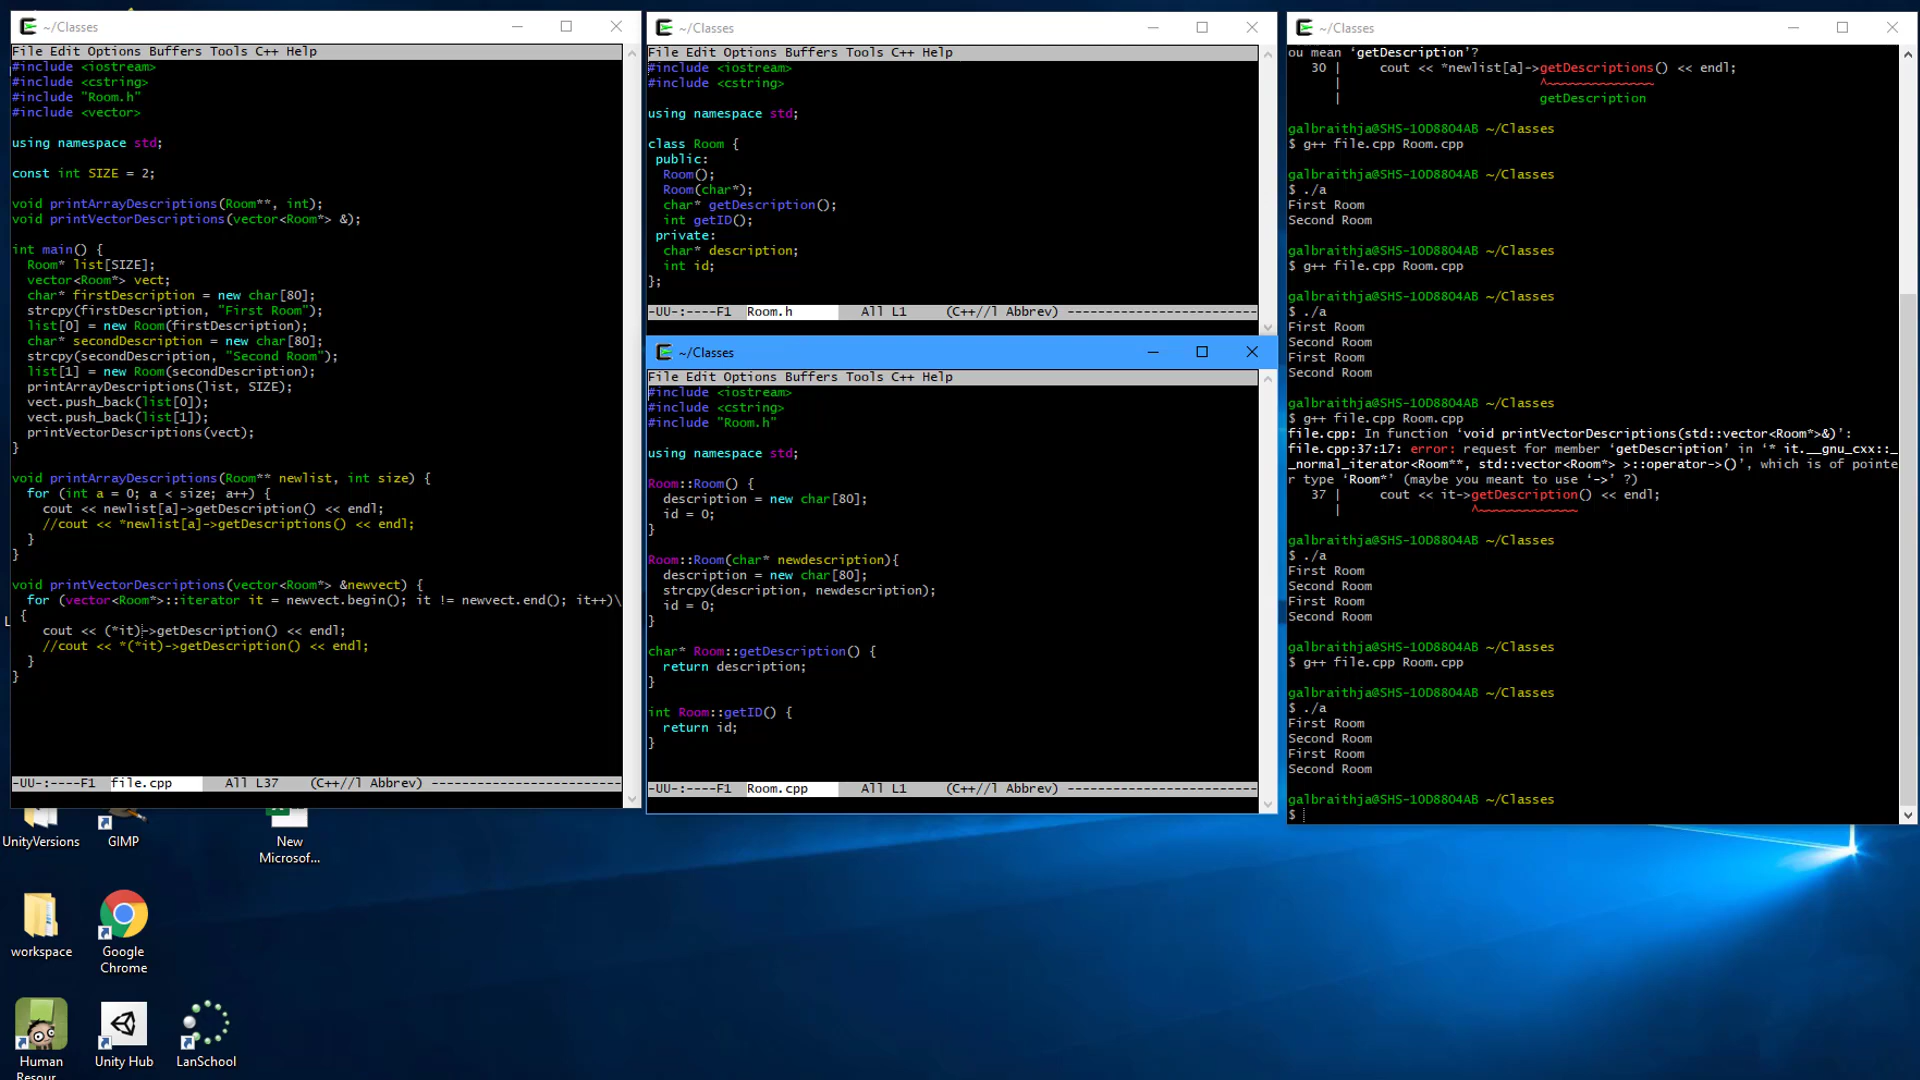 ~/Classes
File Edit Options Buffers Tools C++ Help
#include <iostream>
#include <cstring>
#include "Room.h"
#include <vector>
using namespace std;
const int SIZE = 2;
void printArrayDescriptions(Room**, int);
void printVectorDescriptions(vector<Room*> &);
int main() {
Room* list[SIZE];
vector<Room*> vect;
char* firstDescription = new char[80];
strcpy(firstDescription, "First Room");
list[0] = new Room(firstDescription);
char* secondDescription = new char[80];
strcpy(secondDescription, "Second Room");
list[1] = new Room(secondDescription);
printArrayDescriptions(list, SIZE);
vect.push_back(list[0]);
vect.push_back(list[1]);
printVectorDescriptions(vect);
}
void printArrayDescriptions(Room** newlist, int size) {
for (int a = 0; a < size; a++) {
cout << newlist[a]->getDescription() << endl;
//cout << *newlist[a]->getDescriptions() << endl;
}
}
void printVectorDescriptions(vector<Room*> &newvect) {
for (vector<Room*>::iterator it = newvect.begin(); it != newvect.end(); it++)\
{
cout << (*it)->getDescription() << endl;
//cout << *(*it)->getDescription() << endl;
}
}
-UU-:----F1 file.cpp All L37 (C++//l Abbrev) -------------------------
~/Classes
File Edit Options Buffers Tools C++ Help
#include <iostream>
#include <cstring>
using namespace std;
class Room {
public:
Room();
Room(char*);
char* getDescription();
int getID();
private:
char* description;
int id;
};
-UU-:----F1 Room.h All L1 (C++//l Abbrev) -------------------------
~/Classes
File Edit Options Buffers Tools C++ Help
#include <iostream>
#include <cstring>
#include "Room.h"
using namespace std;
Room::Room() {
description = new char[80];
id = 0;
}
Room::Room(char* newdescription){
description = new char[80];
strcpy(description, newdescription);
id = 0;
}
char* Room::getDescription() {
return description;
}
int Room::getID() {
return id;
}
-UU-:----F1 Room.cpp All L1 (C++//l Abbrev) -------------------------
~/Classes
ou mean ‘getDescription’?
30 | cout << *newlist[a]->getDescriptions() << endl;
| ^~~~~~~~~~~~~~~
| getDescription
galbraithja@SHS-10D8804AB ~/Classes
$ g++ file.cpp Room.cpp
galbraithja@SHS-10D8804AB ~/Classes
$ ./a
First Room
Second Room
galbraithja@SHS-10D8804AB ~/Classes
$ g++ file.cpp Room.cpp
galbraithja@SHS-10D8804AB ~/Classes
$ ./a
First Room
Second Room
First Room
Second Room
galbraithja@SHS-10D8804AB ~/Classes
$ g++ file.cpp Room.cpp
file.cpp: In function ‘void printVectorDescriptions(std::vector<Room*>&)’:
file.cpp:37:17: error: request for member ‘getDescription’ in ‘* it.__gnu_cxx::_
_normal_iterator<Room**, std::vector<Room*> >::operator->()’, which is of pointe
r type ‘Room*’ (maybe you meant to use ‘->’ ?)
37 | cout << it->getDescription() << endl;
| ^~~~~~~~~~~~~~
galbraithja@SHS-10D8804AB ~/Classes
$ ./a
First Room
Second Room
First Room
Second Room
galbraithja@SHS-10D8804AB ~/Classes
$ g++ file.cpp Room.cpp
galbraithja@SHS-10D8804AB ~/Classes
$ ./a
First Room
Second Room
First Room
Second Room
galbraithja@SHS-10D8804AB ~/Classes
$
UnityVersions
GIMP
New
Microsof...
workspace
Google
Chrome
Human
Resour...
Unity Hub
LanSchool